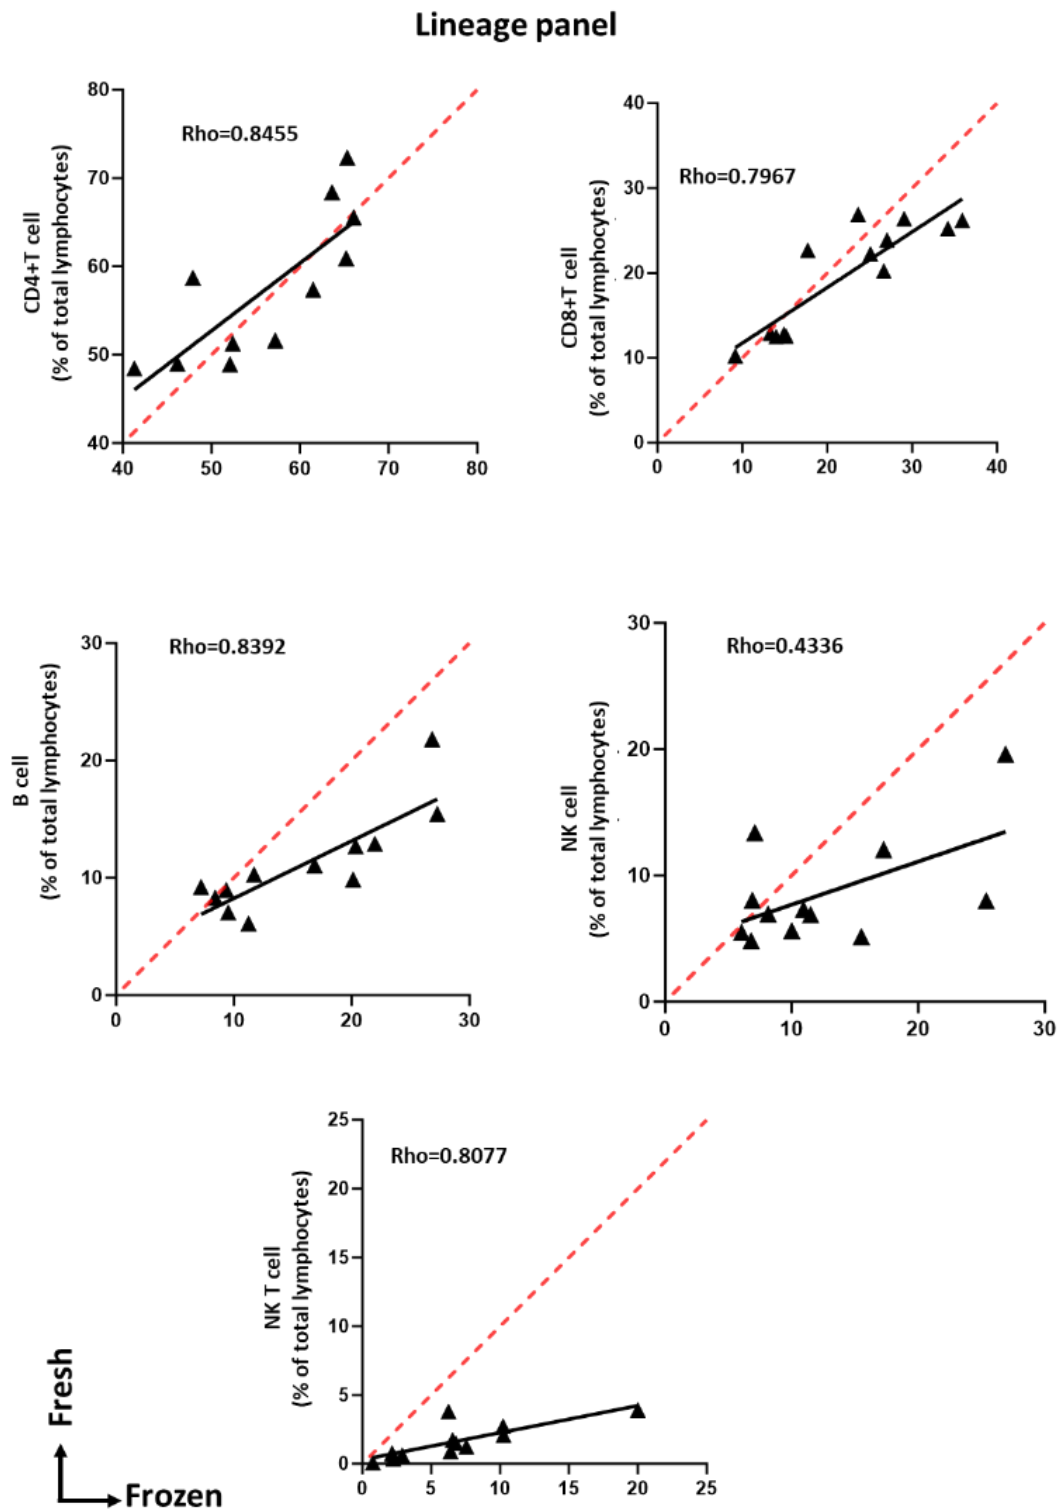 Lineage panel
80
70
60
50
40
40 50 60 70 80
Rho=0.8455
CD4+T cell
(% of total lymphocytes)
40
30
20
10
0
0 10 20 30 40
Rho=0.7967
CD8+T cell
(% of total lymphocytes)
30
20
10
0
0 10 20 30
Rho=0.8392
B cell
(% of total lymphocytes)
30
20
10
0
0 10 20 30
Rho=0.4336
NK cell
(% of total lymphocytes)
25
20
15
10
5
0
0 5 10 15 20 25
Rho=0.8077
NK T cell
(% of total lymphocytes)
Fresh
Frozen